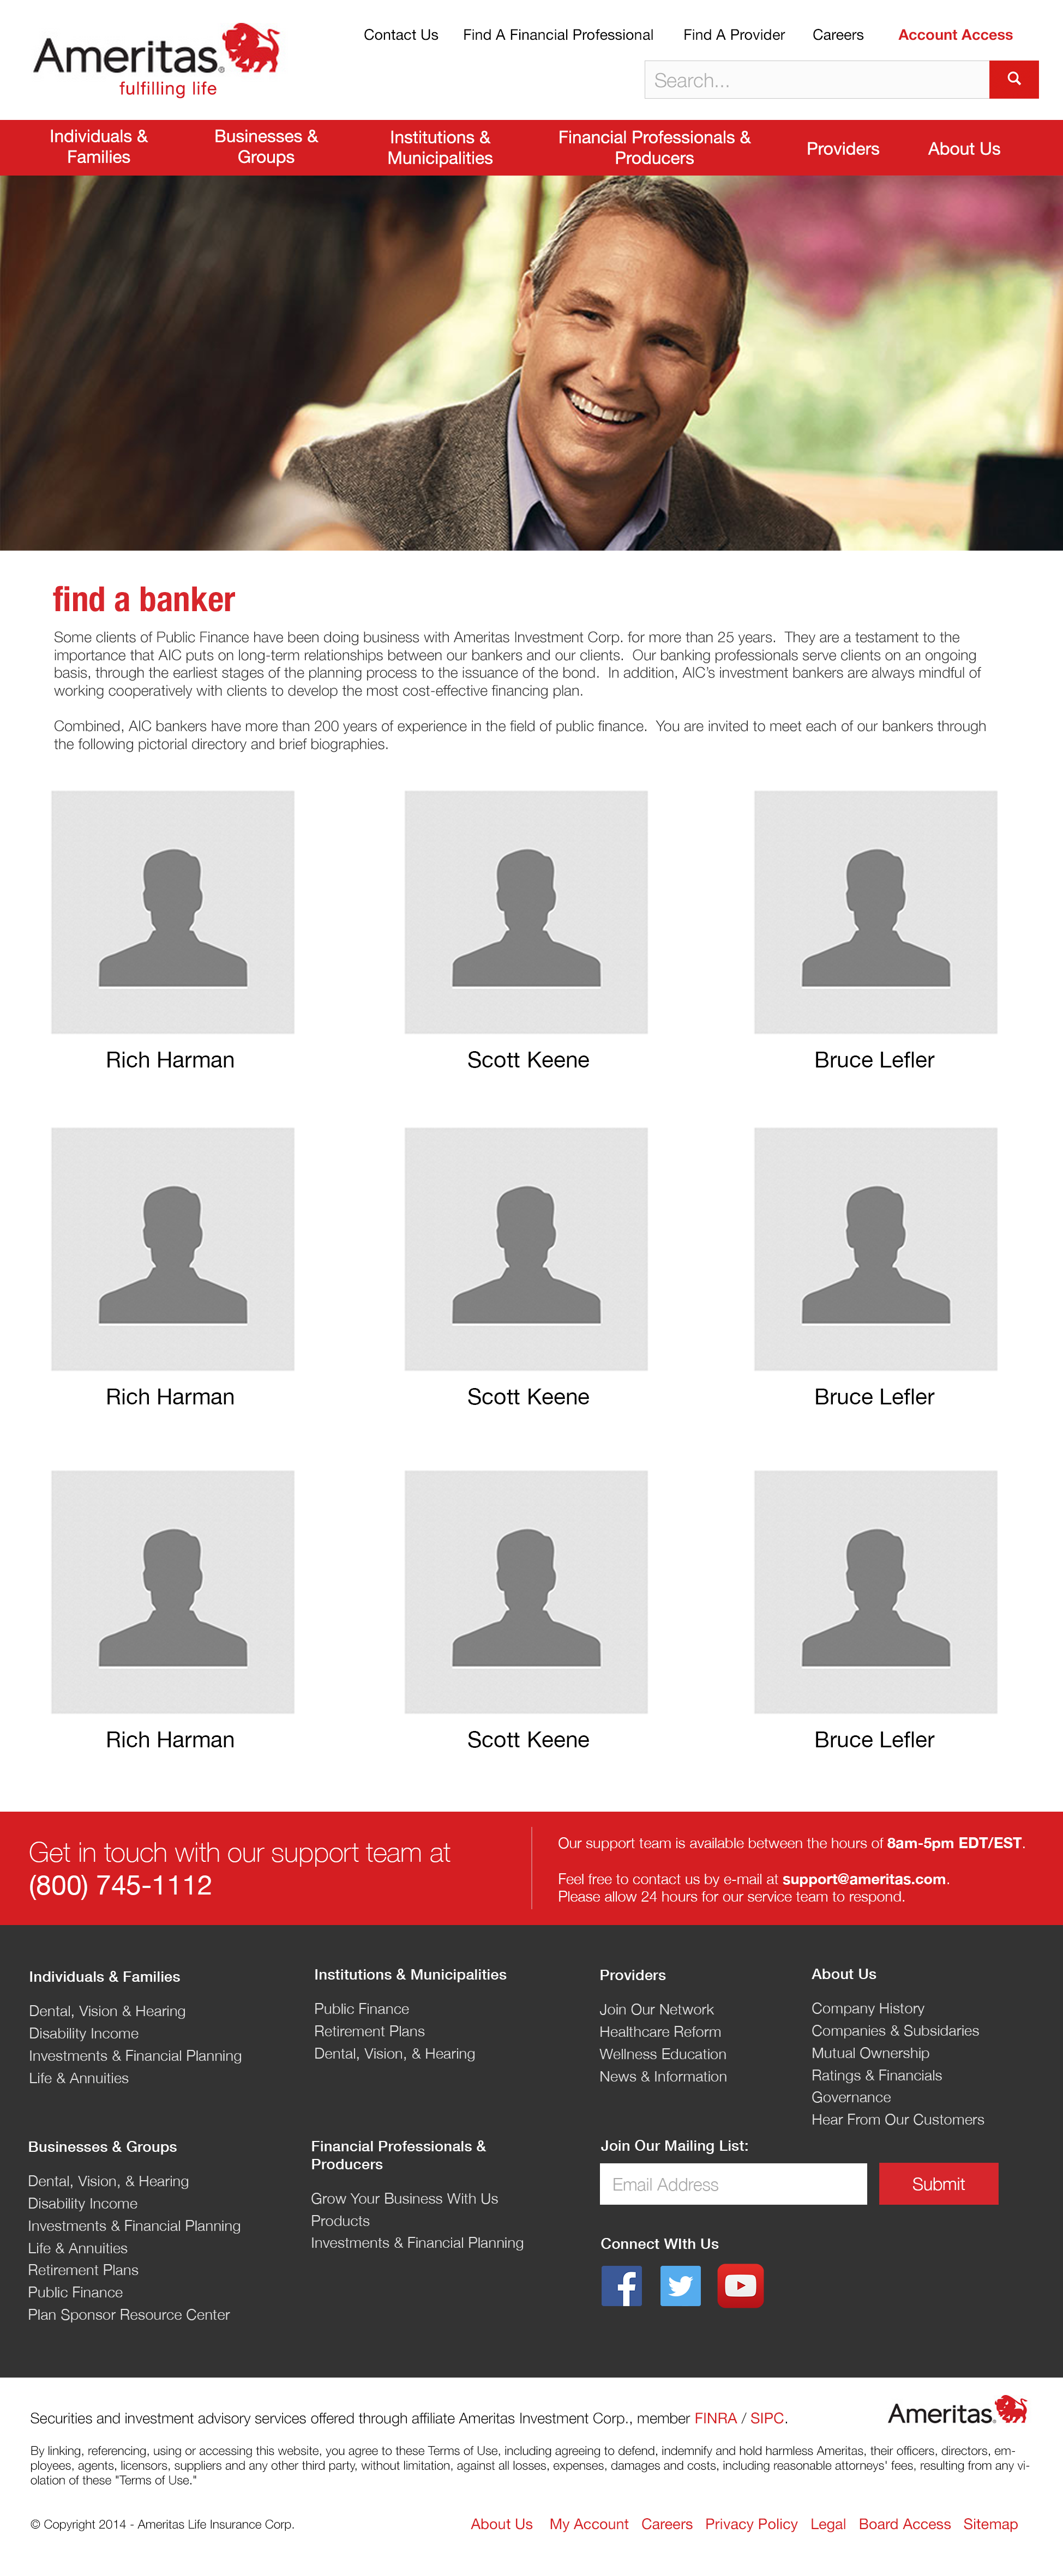 Ameritas®
fulfilling life
Contact Us Find A Financial Professional Find A Provider Careers Account Access
Search...
Individuals &
Families
Businesses &
Groups
Institutions &
Municipalities
Financial Professionals &
Producers
Providers
About Us
find a banker
Some clients of Public Finance have been doing business with Ameritas Investment Corp. for more than 25 years. They are a testament to the
importance that AIC puts on long-term relationships between our bankers and our clients. Our banking professionals serve clients on an ongoing
basis, through the earliest stages of the planning process to the issuance of the bond. In addition, AIC's investment bankers are always mindful of
working cooperatively with clients to develop the most cost-effective financing plan.
Combined, AIC bankers have more than 200 years of experience in the field of public finance. You are invited to meet each of our bankers through
the following pictorial directory and brief biographies.
Rich Harman Scott Keene Bruce Lefler
Rich Harman Scott Keene Bruce Lefler
Rich Harman Scott Keene Bruce Lefler
Get in touch with our support team at
(800) 745-1112
Our support team is available between the hours of 8am-5pm EDT/EST.
Feel free to contact us by e-mail at support@ameritas.com.
Please allow 24 hours for our service team to respond.
Individuals & Families
Dental, Vision & Hearing
Disability Income
Investments & Financial Planning
Life & Annuities
Institutions & Municipalities
Public Finance
Retirement Plans
Dental, Vision, & Hearing
Providers
Join Our Network
Healthcare Reform
Wellness Education
News & Information
About Us
Company History
Companies & Subsidaries
Mutual Ownership
Ratings & Financials
Governance
Hear From Our Customers
Businesses & Groups
Dental, Vision, & Hearing
Disability Income
Investments & Financial Planning
Life & Annuities
Retirement Plans
Public Finance
Plan Sponsor Resource Center
Financial Professionals &
Producers
Grow Your Business With Us
Products
Investments & Financial Planning
Join Our Mailing List:
Email Address
Submit
Connect WIth Us
Securities and investment advisory services offered through affiliate Ameritas Investment Corp., member FINRA / SIPC.
Ameritas
By linking, referencing, using or accessing this website, you agree to these Terms of Use, including agreeing to defend, indemnify and hold harmless Ameritas, their officers, directors, em-
ployees, agents, licensors, suppliers and any other third party, without limitation, against all losses, expenses, damages and costs, including reasonable attorneys' fees, resulting from any vi-
olation of these "Terms of Use."
© Copyright 2014 - Ameritas Life Insurance Corp.
About Us My Account Careers Privacy Policy Legal Board Access Sitemap